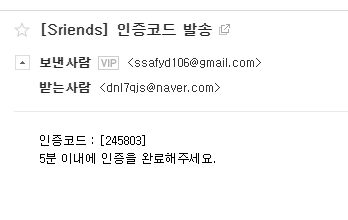 [Sriends] 인증코드 발송
보낸사람 VIP <ssafyd106@gmail.com>
받는사람 <dnl7qjs@naver.com>
인증코드 : [245803]
5분 이내에 인증을 완료해주세요.